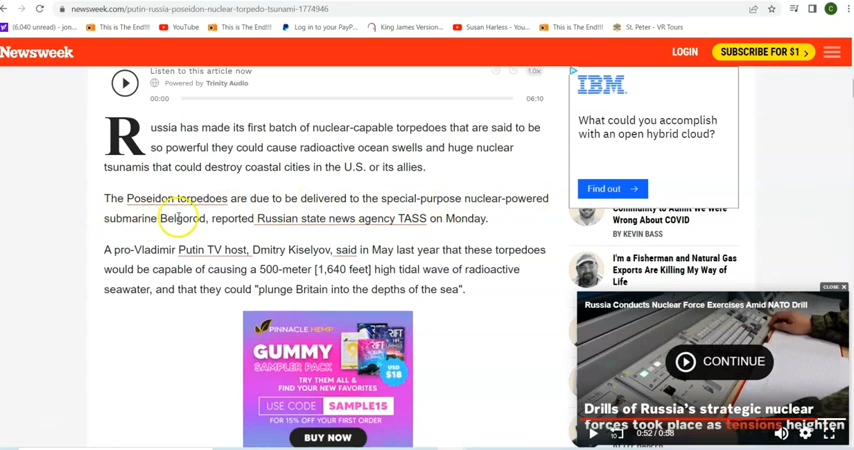 newsweek.com/putin-russia-poseidon-nuclear-torpedo-tsunami-1774946
C
(6,040 unread) - jon...
This is The End!!!
YouTube
This is The End!!!
Log in to your PayP...
King James Version...
Susan Harless - You...
This is The End!!!
St. Peter - VR Tours
Newsweek
LOGIN
SUBSCRIBE FOR $1 >
Listen to this article now
Powered by Trinity Audio
1.0x
00:00
06:10
Russia has made its first batch of nuclear-capable torpedoes that are said to be
so powerful they could cause radioactive ocean swells and huge nuclear
tsunamis that could destroy coastal cities in the U.S. or its allies.
The Poseidon torpedoes are due to be delivered to the special-purpose nuclear-powered
submarine Belgorod, reported Russian state news agency TASS on Monday.
A pro-Vladimir Putin TV host, Dmitry Kiselyov, said in May last year that these torpedoes
would be capable of causing a 500-meter [1,640 feet] high tidal wave of radioactive
seawater, and that they could "plunge Britain into the depths of the sea".
PINNACLE HEMP
GUMMY
SAMPLER PACK
RIFT
USD
$18
TRY THEM ALL &
FIND YOUR NEW FAVORITES
USE CODE SAMPLE15
FOR 15% OFF YOUR FIRST ORDER
BUY NOW
IBM
What could you accomplish
with an open hybrid cloud?
Find out →
Community to Admit We Were
Wrong About COVID
BY KEVIN BASS
I'm a Fisherman and Natural Gas
Exports Are Killing My Way of
Life
CLOSE X
Russia Conducts Nuclear Force Exercises Amid NATO Drill
CONTINUE
Drills of Russia's strategic nuclear
forces took place as tensions heighten
10
0:52 / 0:58